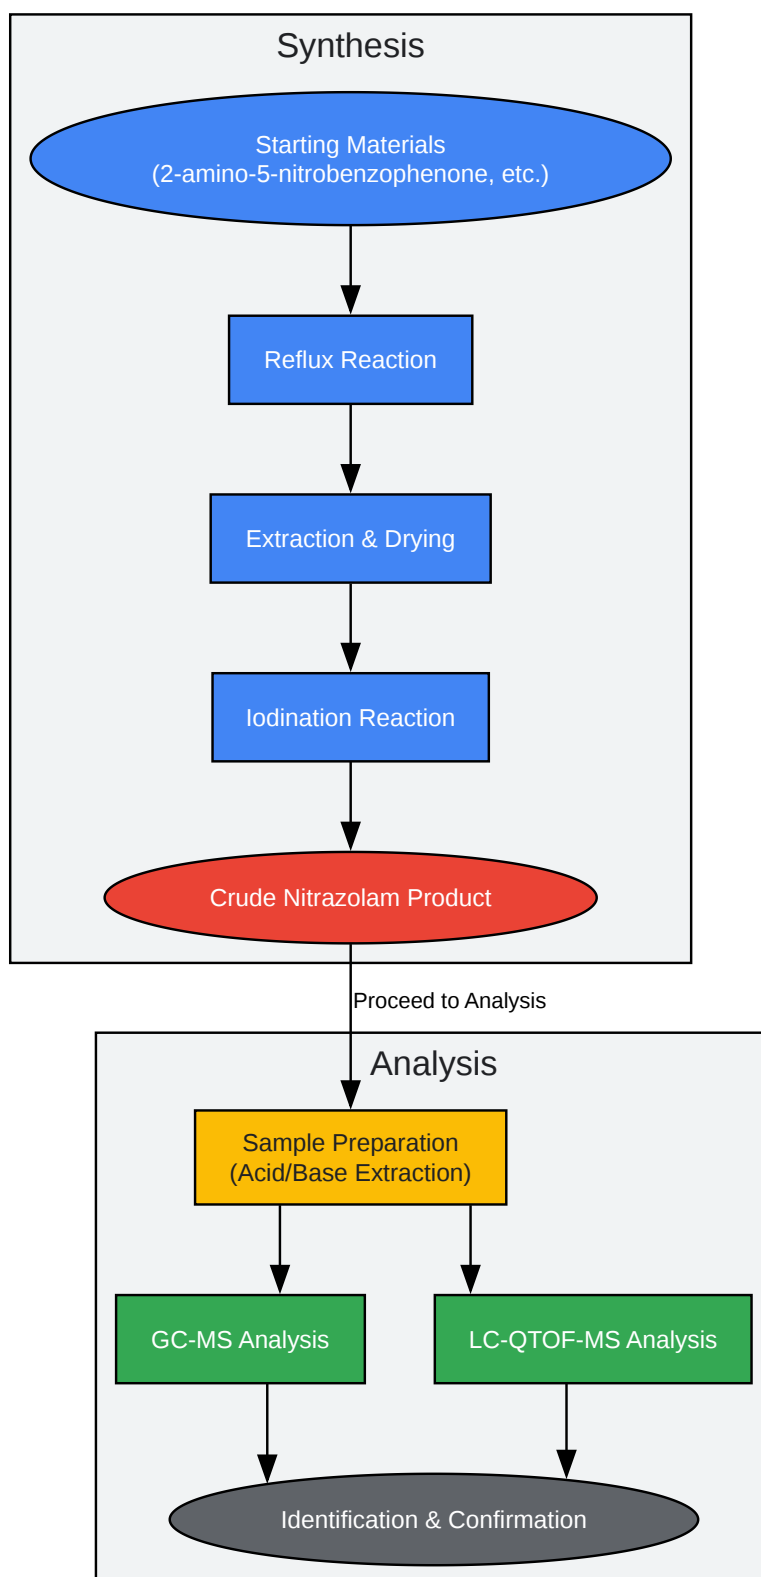 Synthesis
Starting Materials
(2-amino-5-nitrobenzophenone, etc.)
Reflux Reaction
Extraction & Drying
Iodination Reaction
Crude Nitrazolam Product
Proceed to Analysis
Analysis
Sample Preparation
(Acid/Base Extraction)
GC-MS Analysis
LC-QTOF-MS Analysis
Identification & Confirmation